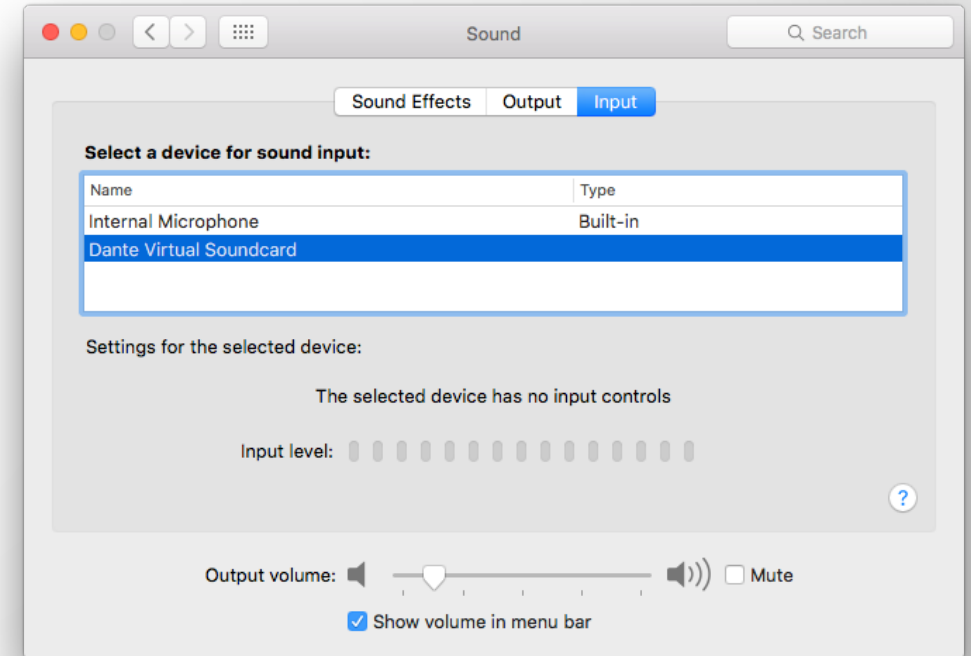 Sound
Search
Sound Effects Output Input
Select a device for sound input:
Name Type
Internal Microphone Built-in
Dante Virtual Soundcard
Settings for the selected device:
The selected device has no input controls
Input level:
?
Output volume: Mute
Show volume in menu bar